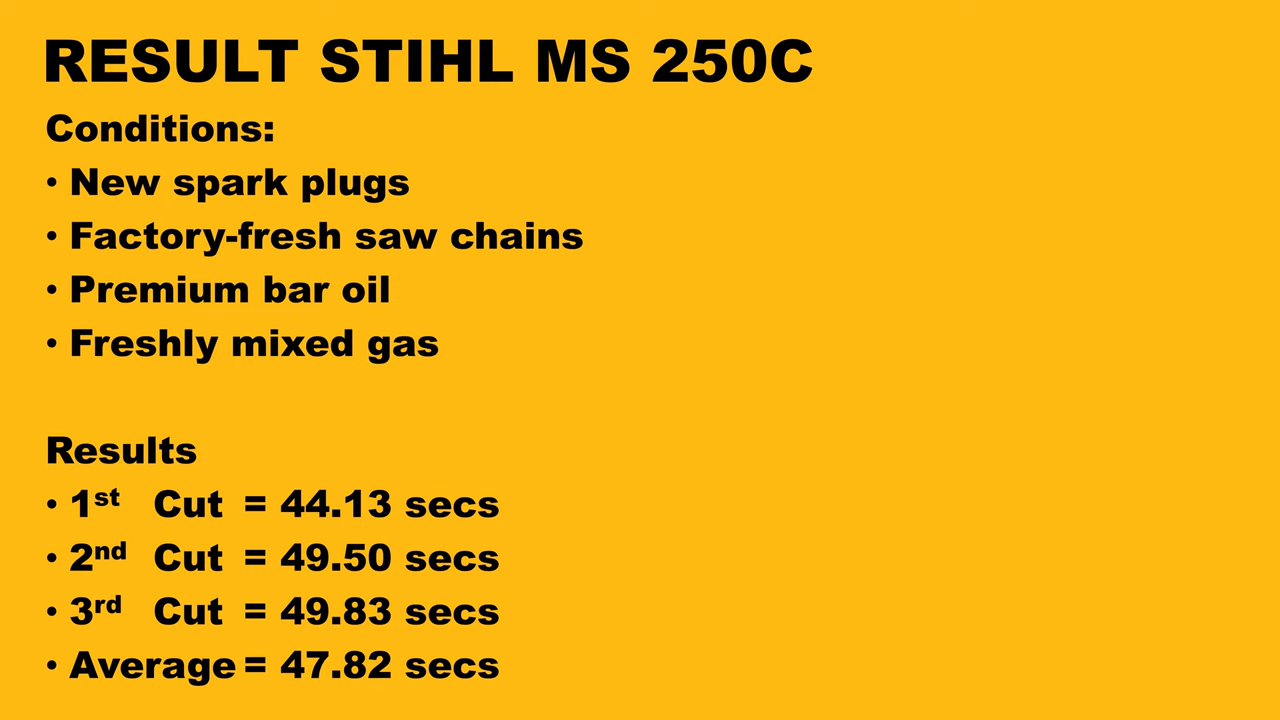 RESULT STIHL MS 250C
Conditions:
• New spark plugs
• Factory-fresh saw chains
• Premium bar oil
• Freshly mixed gas
Results
• 1st Cut = 44.13 secs
• 2nd Cut = 49.50 secs
• 3rd Cut = 49.83 secs
• Average = 47.82 secs